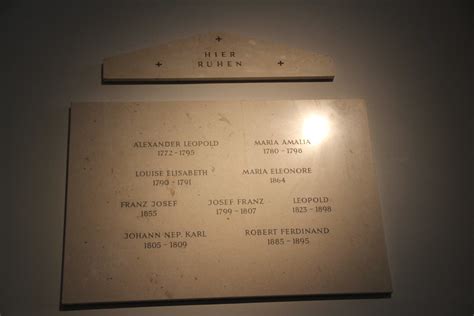 HIER
RUHEN
ALEXANDER LEOPOLD MARIA AMALIA
1772 - 1795 1780 - 1798
LOUISE ELISABETH MARIA ELEONORE
1790 - 1791 1864
FRANZ JOSEF JOSEF FRANZ LEOPOLD
1855 1799 - 1807 1823 - 1898
JOHANN NEP. KARL ROBERT FERDINAND
1805 - 1809 1885 - 1895